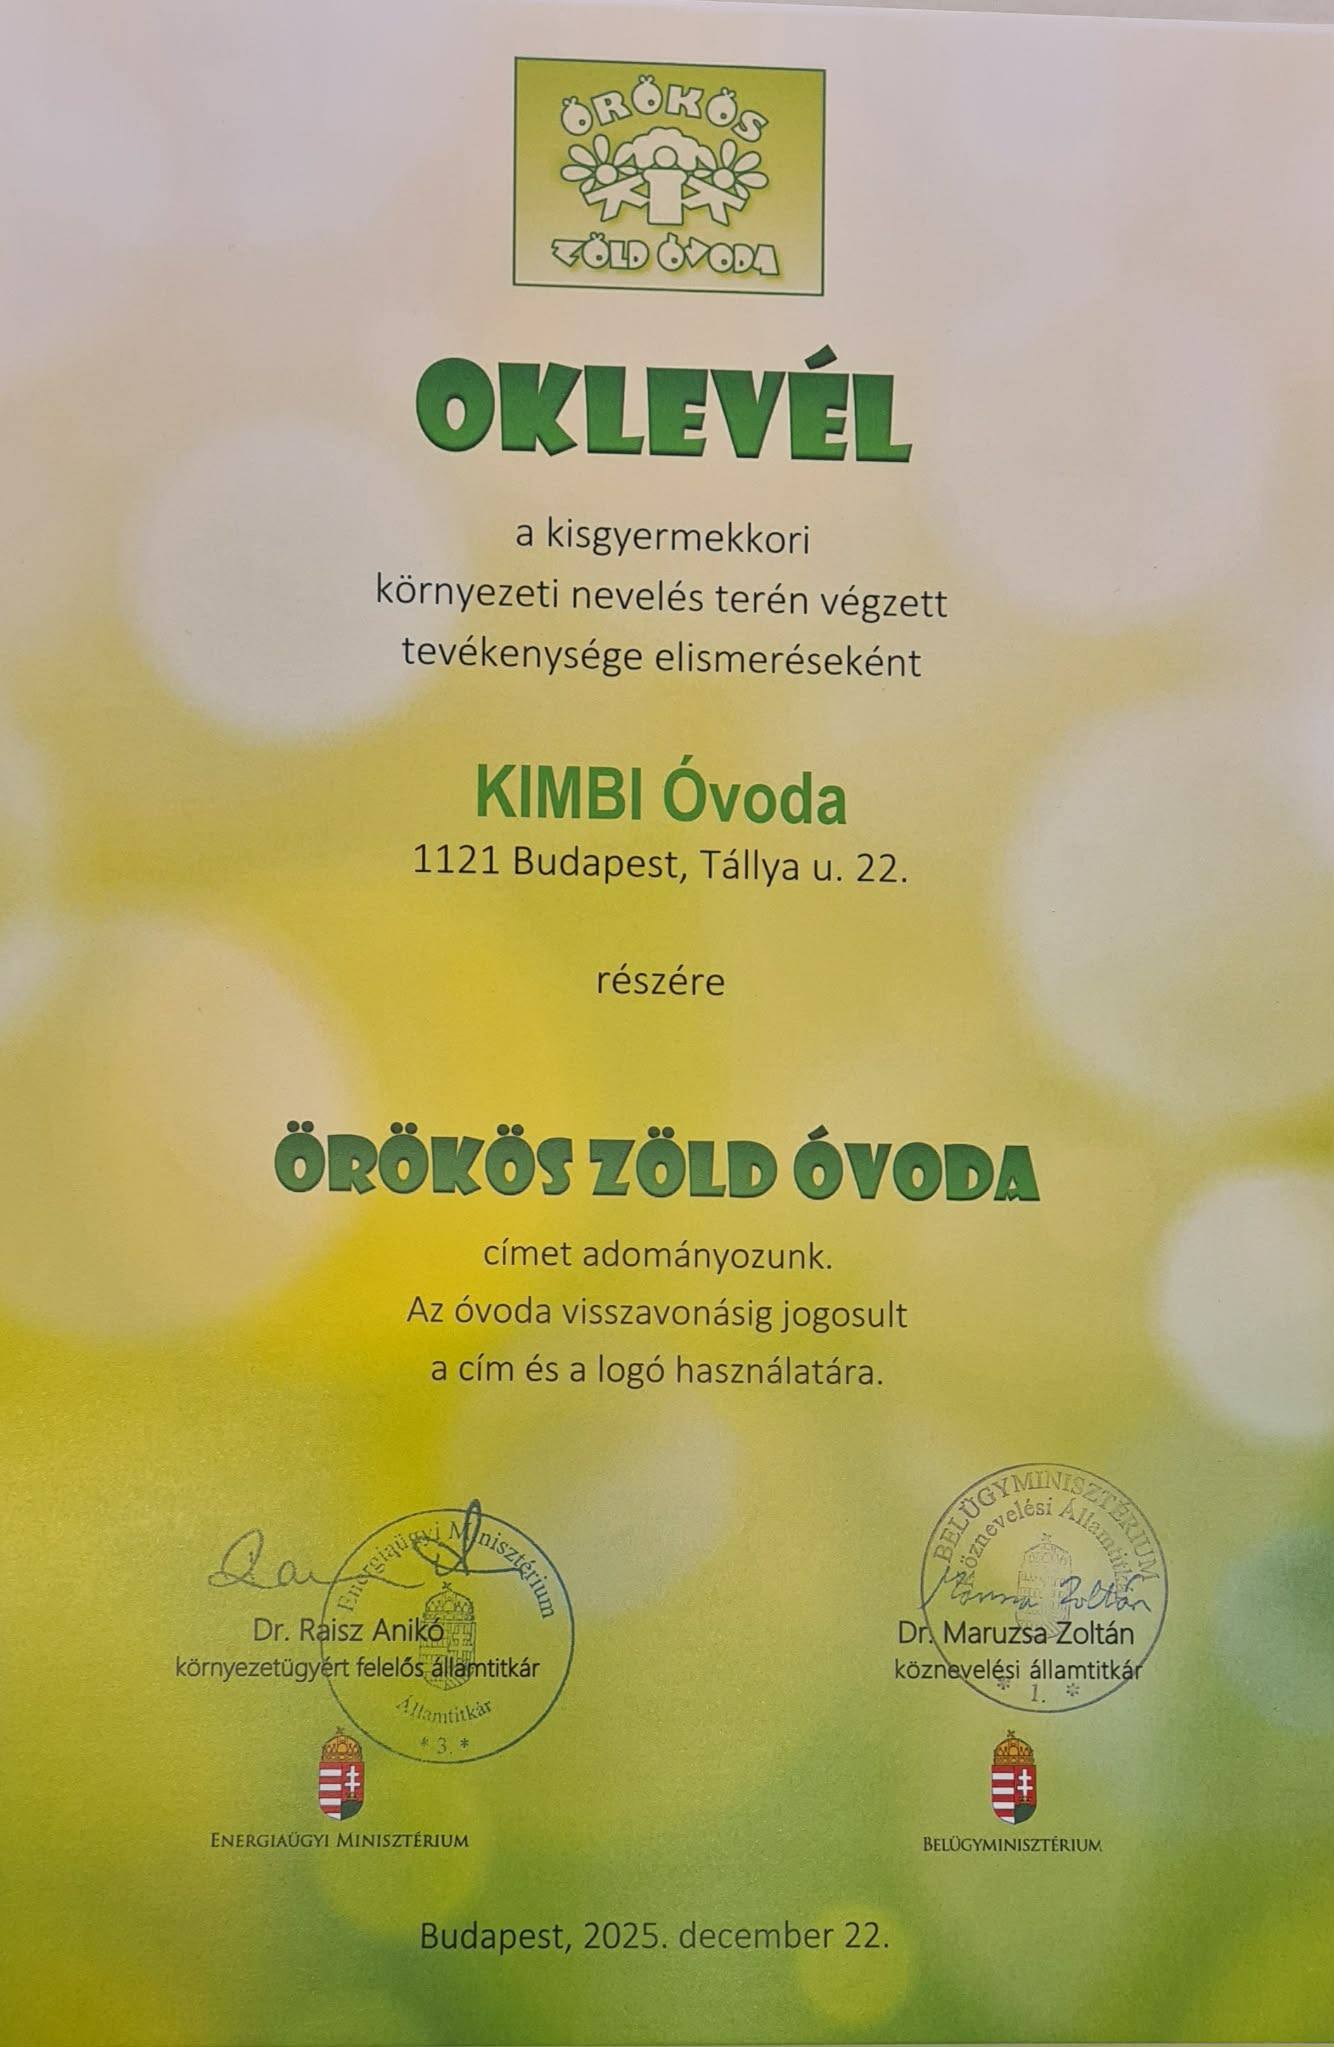 ÖRÖKÖS
ZÖLD ÓVODA
OKLEVÉL
a kisgyermekkori
környezeti nevelés terén végzett
tevékenysége elismeréseként
KIMBI Óvoda
1121 Budapest, Tállya u. 22.
részére
ÖRÖKÖS ZÖLD ÓVODA
címet adományozunk.
Az óvoda visszavonásig jogosult
a cím és a logó használatára.
Energiaügyi Minisztérium
Dr. Raisz Anikó
környezetügyért felelős államtitkár
Államtitkár
* 3. *
ENERGIAÜGYI MINISZTÉRIUM
BELÜGYMINISZTÉRIUM
Köznevelési Államtitkár
Dr. Maruzsa Zoltán
köznevelési államtitkár
* 1. *
BELÜGYMINISZTÉRIUM
Budapest, 2025. december 22.